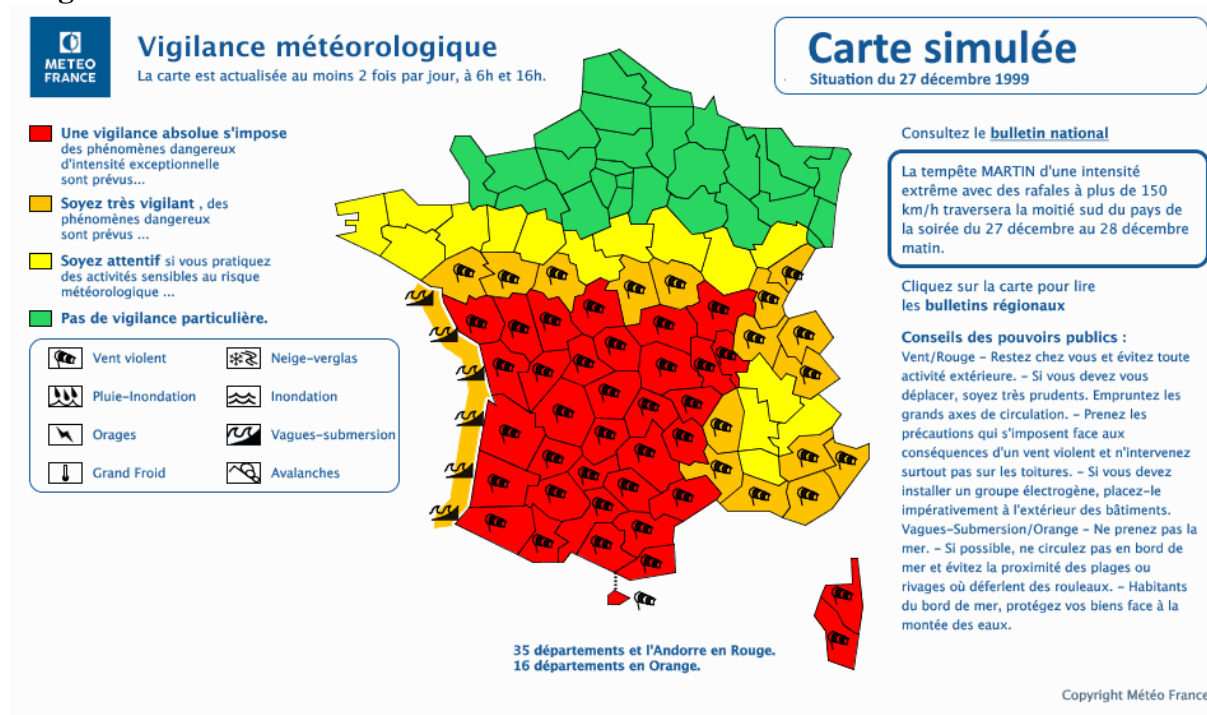 METEO
FRANCE
Vigilance météorologique
La carte est actualisée au moins 2 fois par jour, à 6h et 16h.
Carte simulée
Situation du 27 décembre 1999
Une vigilance absolue s'impose
des phénomènes dangereux
d'intensité exceptionnelle
sont prévus...
Soyez très vigilant , des
phénomènes dangereux
sont prévus ...
Soyez attentif si vous pratiquez
des activités sensibles au risque
météorologique ...
Pas de vigilance particulière.
Vent violent
Neige-verglas
Pluie-Inondation
Inondation
Orages
Vagues-submersion
Grand Froid
Avalanches
Consultez le bulletin national
La tempête MARTIN d'une intensité
extrême avec des rafales à plus de 150
km/h traversera la moitié sud du pays de
la soirée du 27 décembre au 28 décembre
matin.
Cliquez sur la carte pour lire
les bulletins régionaux
Conseils des pouvoirs publics :
Vent/Rouge – Restez chez vous et évitez toute
activité extérieure. – Si vous devez vous
déplacer, soyez très prudents. Empruntez les
grands axes de circulation. – Prenez les
précautions qui s'imposent face aux
conséquences d'un vent violent et n'intervenez
surtout pas sur les toitures. – Si vous devez
installer un groupe électrogène, placez-le
impérativement à l'extérieur des bâtiments.
Vagues-Submersion/Orange – Ne prenez pas la
mer. – Si possible, ne circulez pas en bord de
mer et évitez la proximité des plages ou
rivages où déferlent des rouleaux. – Habitants
du bord de mer, protégez vos biens face à la
montée des eaux.
35 départements et l'Andorre en Rouge.
16 départements en Orange.
Copyright Météo France